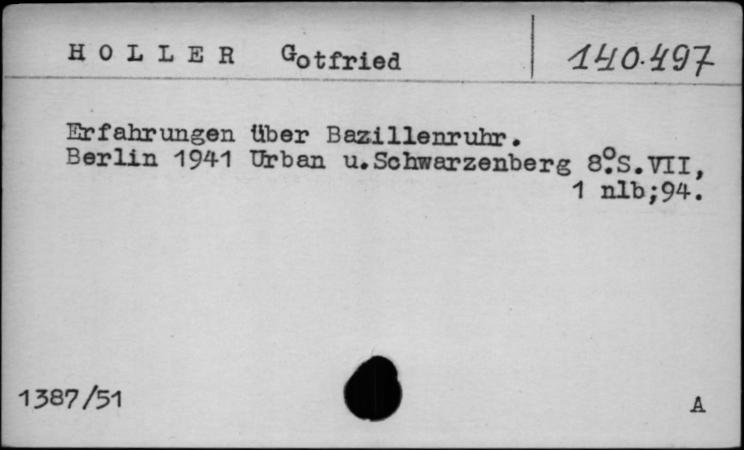 HOLLER Gotfried 140.497
Erfahrungen über Bazillenruhr.
Berlin 1941 Urban u.Schwarzenberg 8°.S.VII,
1 nlb;94.
1387/51
A